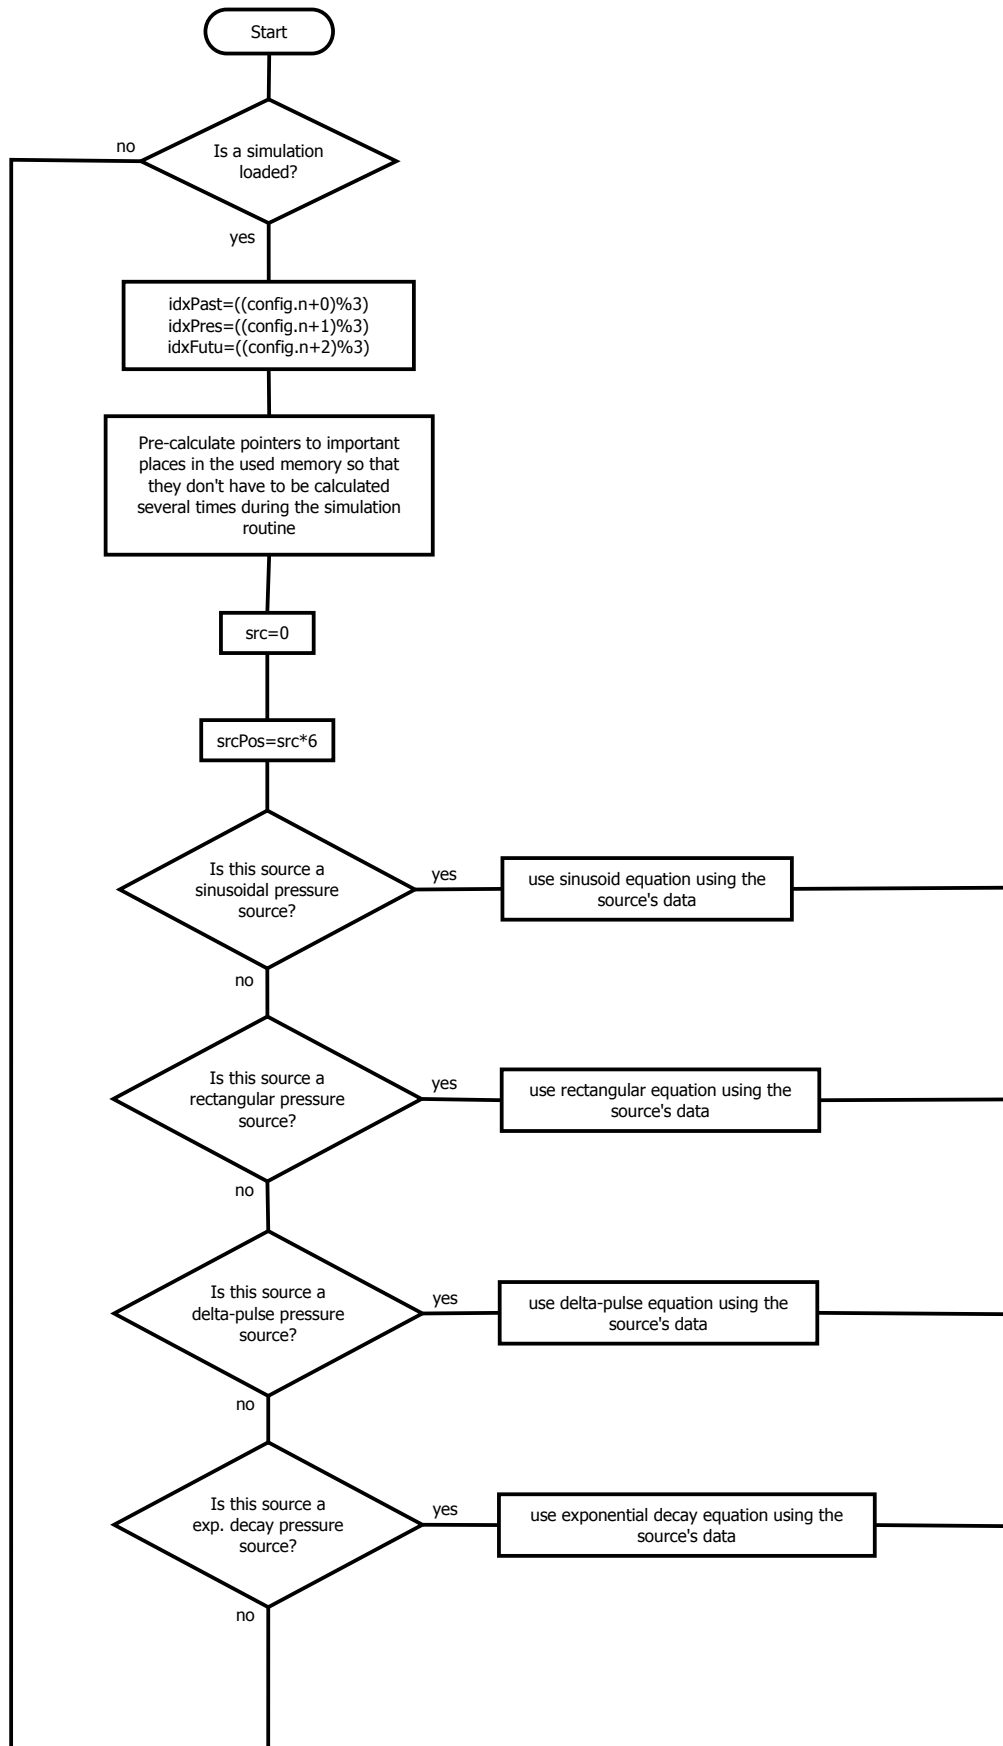 Start
Is a simulation
loaded?
no
yes
idxPast=((config.n+0)%3)
idxPres=((config.n+1)%3)
idxFutu=((config.n+2)%3)
Pre-calculate pointers to important
places in the used memory so that
they don't have to be calculated
several times during the simulation
routine
src=0
srcPos=src*6
Is this source a
sinusoidal pressure
source?
yes
use sinusoid equation using the
source's data
no
Is this source a
rectangular pressure
source?
yes
use rectangular equation using the
source's data
no
Is this source a
delta-pulse pressure
source?
yes
use delta-pulse equation using the
source's data
no
Is this source a
exp. decay pressure
source?
yes
use exponential decay equation using the
source's data
no